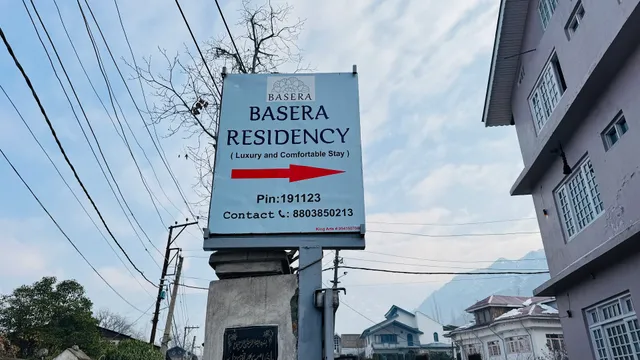 BASERA
BASERA
RESIDENCY
( Luxury and Comfortable Stay )
Pin:191123
Contact : 8803850213